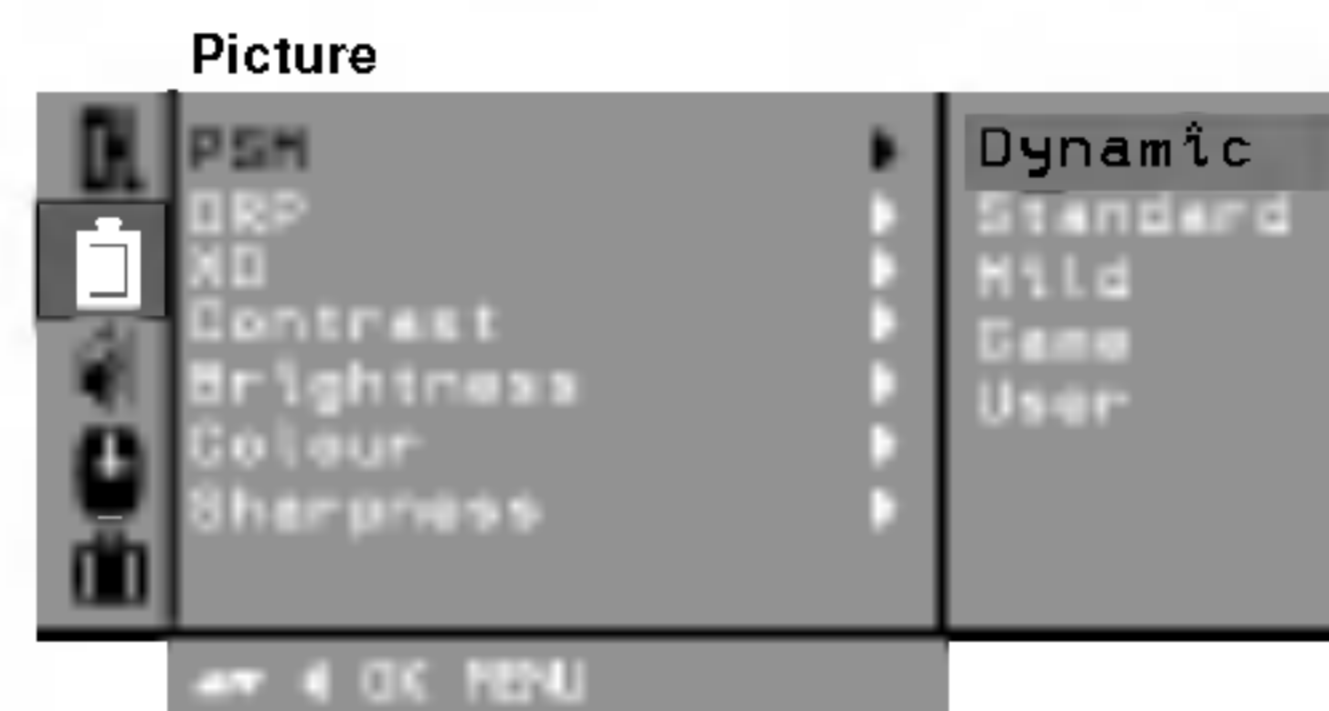 Picture
PSM
DRP
XD
Contrast
Brightness
Colour
Sharpness
Dynamic
Standard
Mild
Game
User
OK MENU